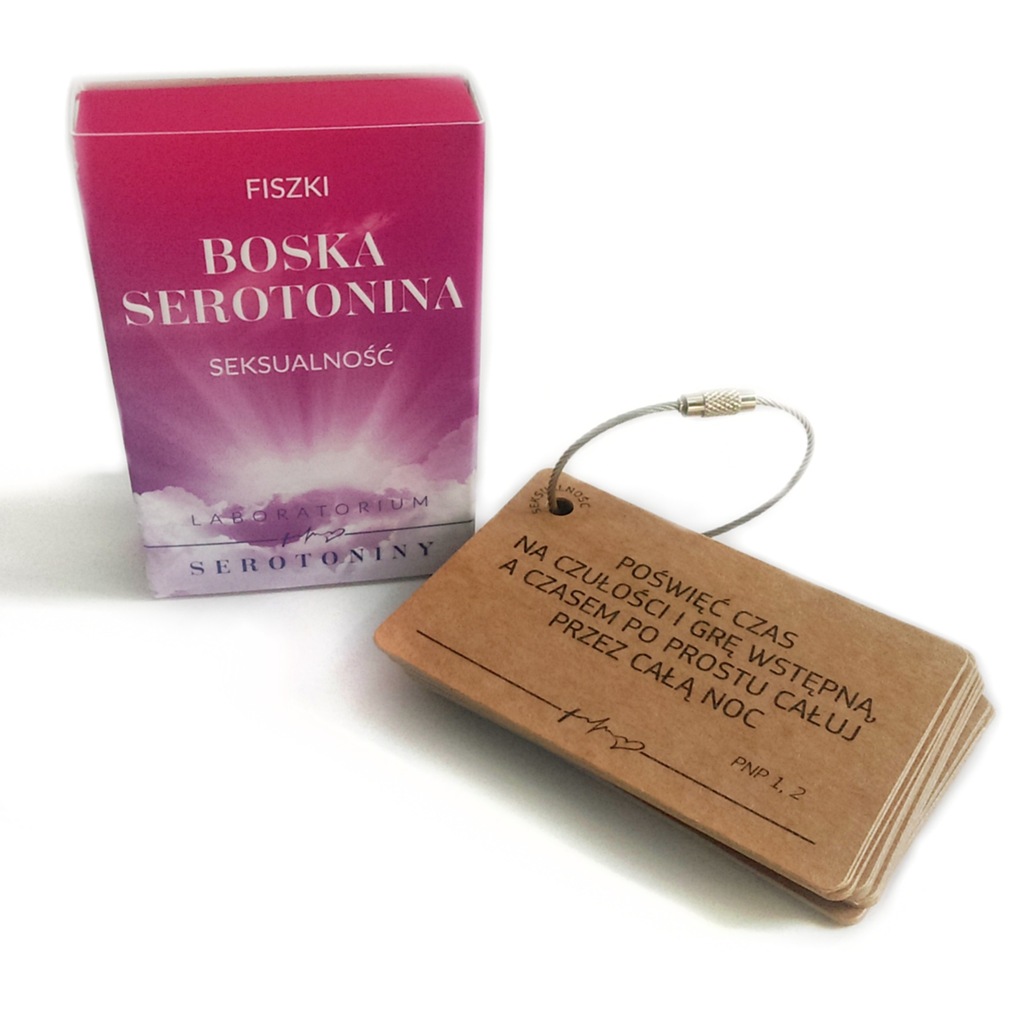 FISZKI
BOSKA
SEROTONINA
SEKSUALNOŚĆ
LABORATORIUM
SEROTONINY
SEKSUALNOŚĆ
POŚWIĘĆ CZAS
NA CZUŁOŚCI I GRĘ WSTĘPNĄ,
A CZASEM PO PROSTU CAŁUJ
PRZEZ CAŁĄ NOC
PNP 1, 2